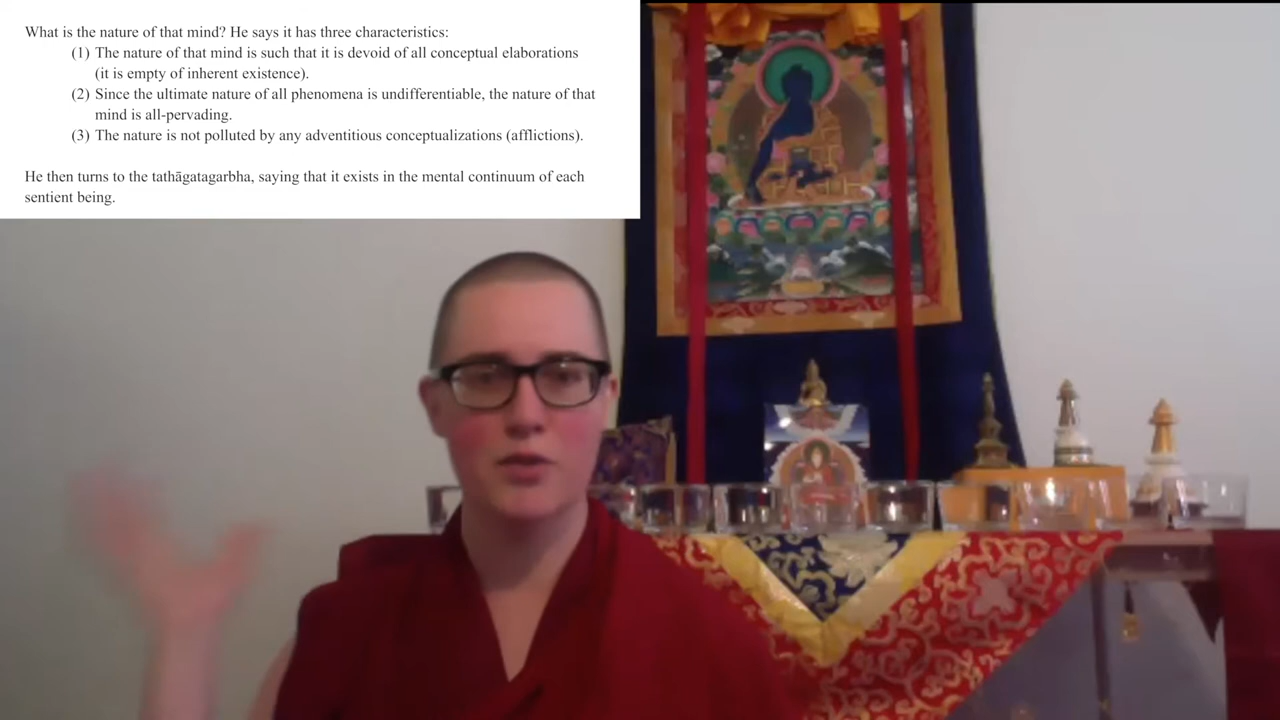 What is the nature of that mind? He says it has three characteristics:
(1) The nature of that mind is such that it is devoid of all conceptual elaborations
(it is empty of inherent existence).
(2) Since the ultimate nature of all phenomena is undifferentiable, the nature of that
mind is all-pervading.
(3) The nature is not polluted by any adventitious conceptualizations (afflictions).
He then turns to the tathāgatagarbha, saying that it exists in the mental continuum of each
sentient being.